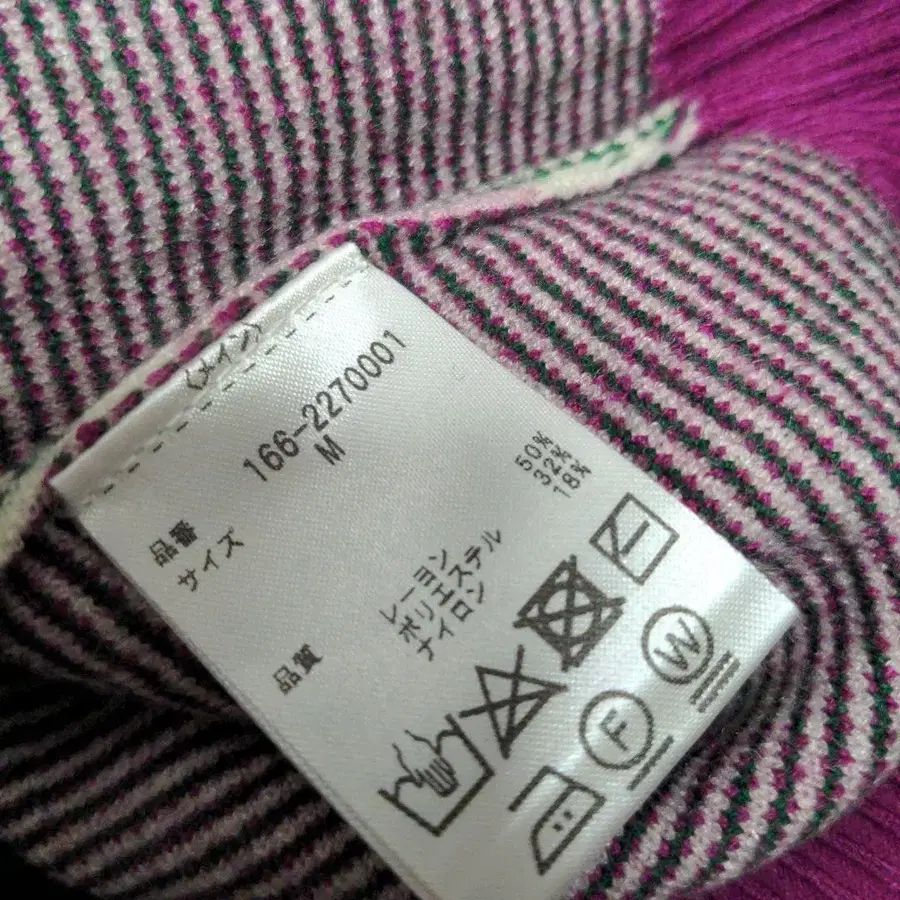 〈メイン〉
品番 166-2270001
サイズ M
品質 レーヨン 50%
ポリエステル 32%
ナイロン 18%
F
W